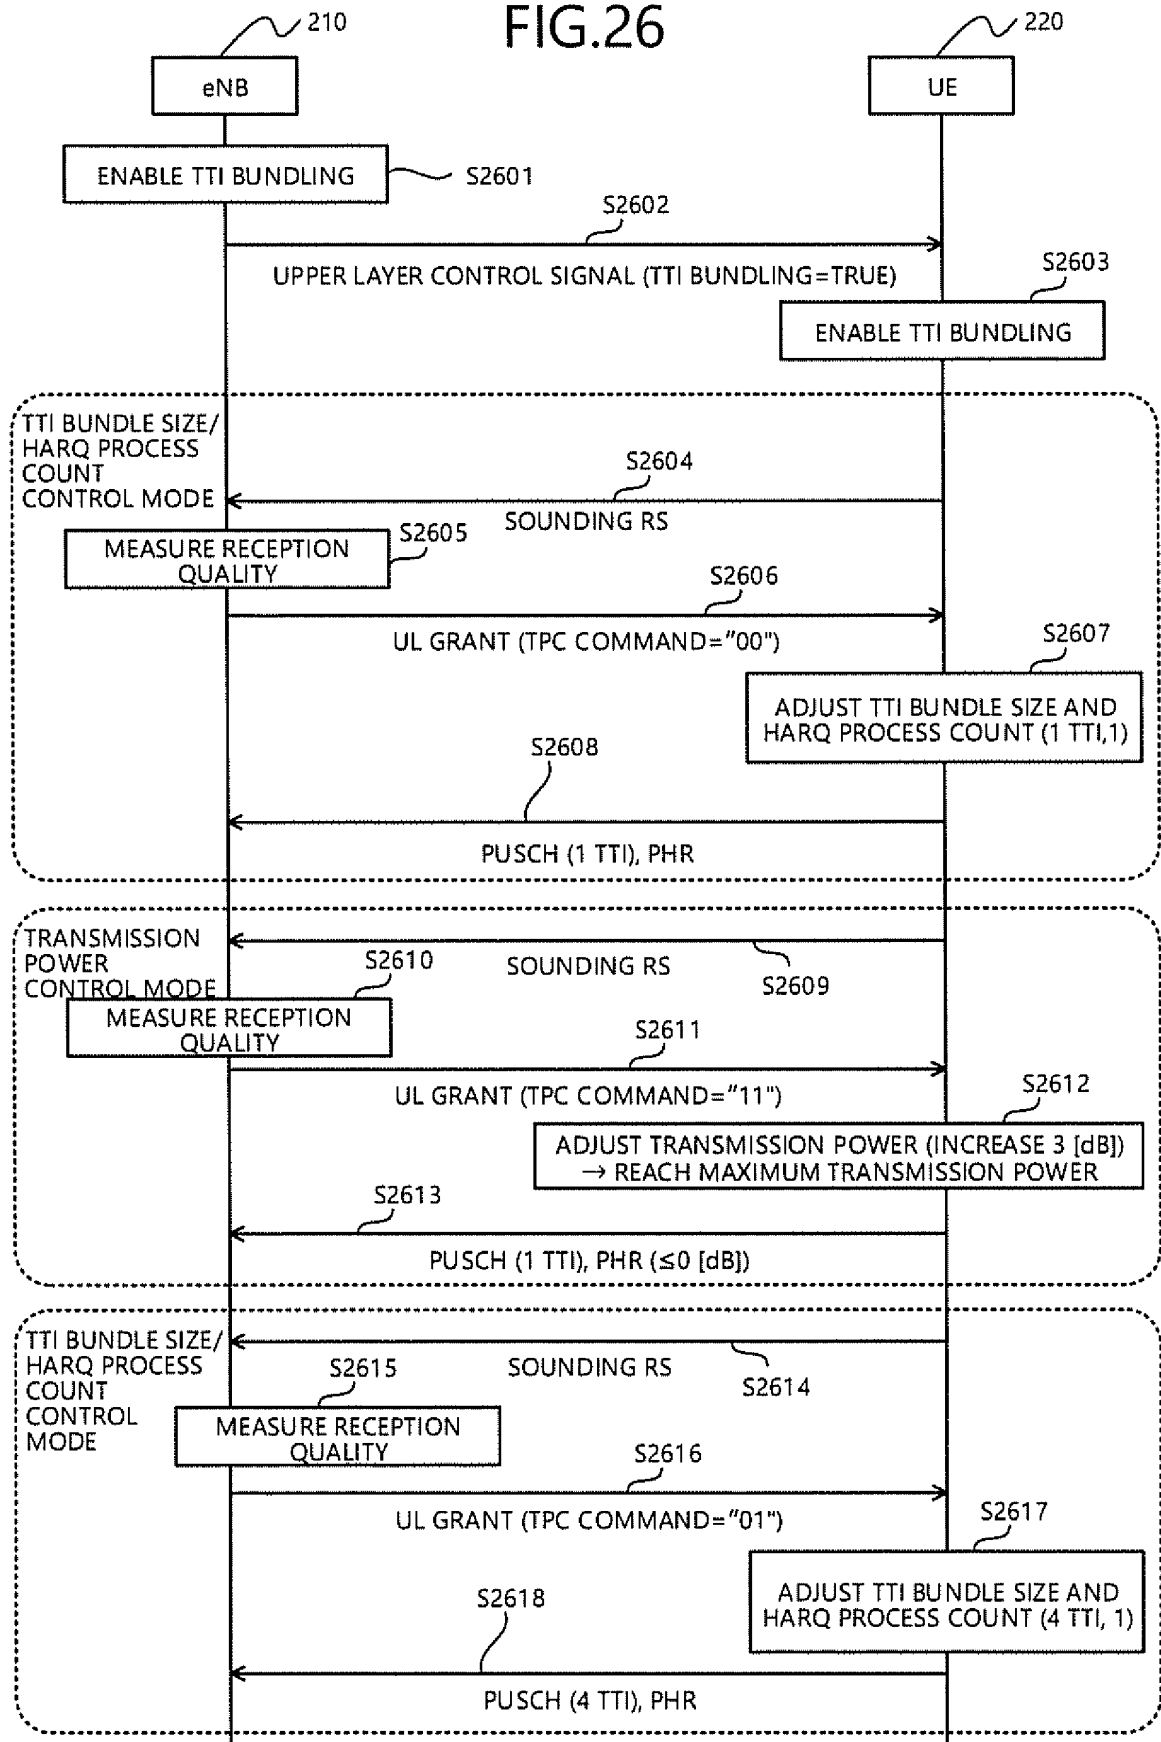 FIG.26
210
220
eNB
UE
ENABLE TTI BUNDLING
S2601
S2602
UPPER LAYER CONTROL SIGNAL (TTI BUNDLING=TRUE)
S2603
ENABLE TTI BUNDLING
TTI BUNDLE SIZE/
HARQ PROCESS
COUNT
CONTROL MODE
S2604
SOUNDING RS
S2605
MEASURE RECEPTION
QUALITY
S2606
UL GRANT (TPC COMMAND="00")
S2607
ADJUST TTI BUNDLE SIZE AND
HARQ PROCESS COUNT (1 TTI,1)
S2608
PUSCH (1 TTI), PHR
TRANSMISSION
POWER
CONTROL MODE
SOUNDING RS
S2609
S2610
MEASURE RECEPTION
QUALITY
S2611
UL GRANT (TPC COMMAND="11")
S2612
ADJUST TRANSMISSION POWER (INCREASE 3 [dB])
→ REACH MAXIMUM TRANSMISSION POWER
S2613
PUSCH (1 TTI), PHR (≤0 [dB])
TTI BUNDLE SIZE/
HARQ PROCESS
COUNT
CONTROL
MODE
SOUNDING RS
S2614
S2615
MEASURE RECEPTION
QUALITY
S2616
UL GRANT (TPC COMMAND="01")
S2617
ADJUST TTI BUNDLE SIZE AND
HARQ PROCESS COUNT (4 TTI, 1)
S2618
PUSCH (4 TTI), PHR